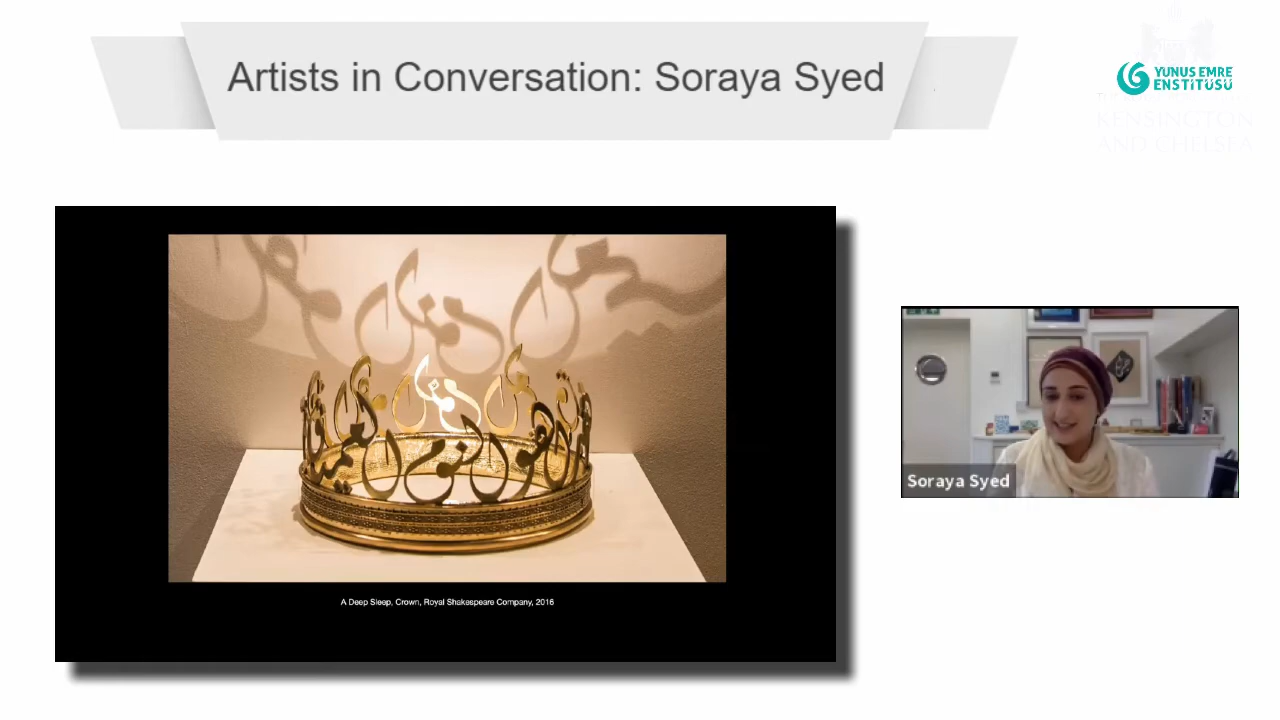 Artists in Conversation: Soraya Syed
YUNUS EMRE
ENSTİTÜSÜ
KENSINGTON
AND CHELSEA
النوم
A Deep Sleep, Crown, Royal Shakespeare Company, 2016
Soraya Syed